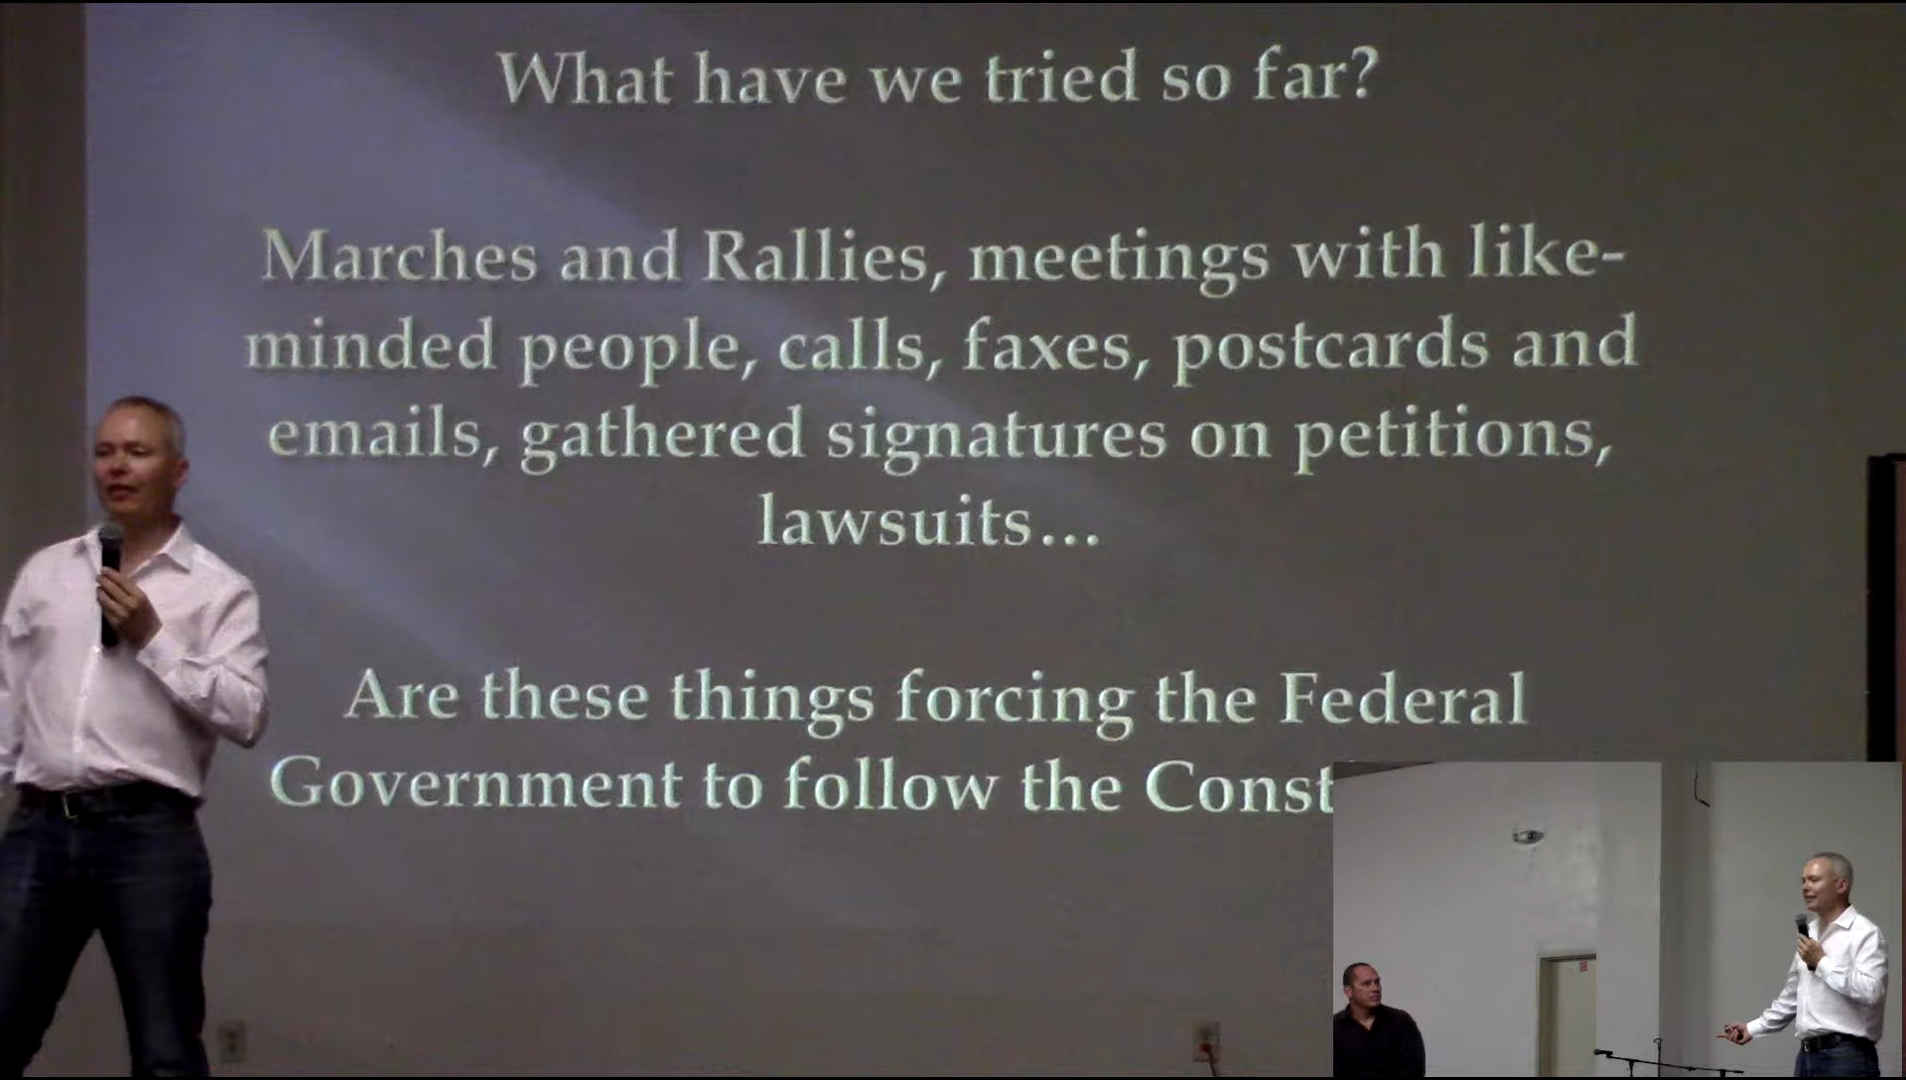 What have we tried so far?
Marches and Rallies, meetings with like-
minded people, calls, faxes, postcards and
emails, gathered signatures on petitions,
lawsuits...
Are these things forcing the Federal
Government to follow the Const